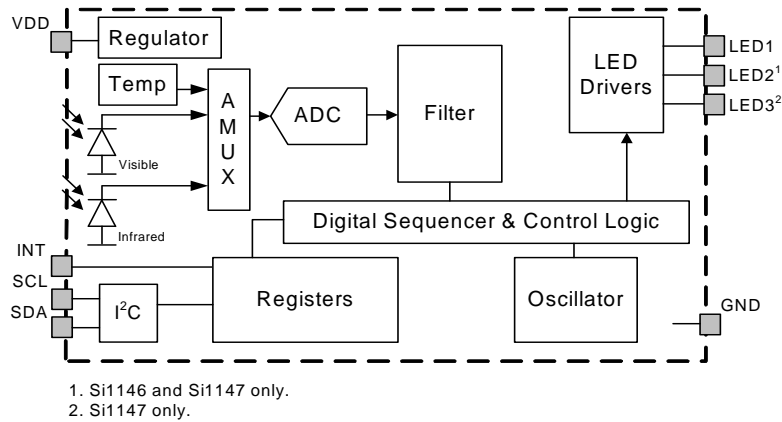 VDD
Regulator
Temp
AMUX
ADC
Filter
LED
Drivers
LED1
LED2¹
LED3²
Visible
Infrared
Digital Sequencer & Control Logic
INT
SCL
SDA
I²C
Registers
Oscillator
GND
1. Si1146 and Si1147 only.
2. Si1147 only.